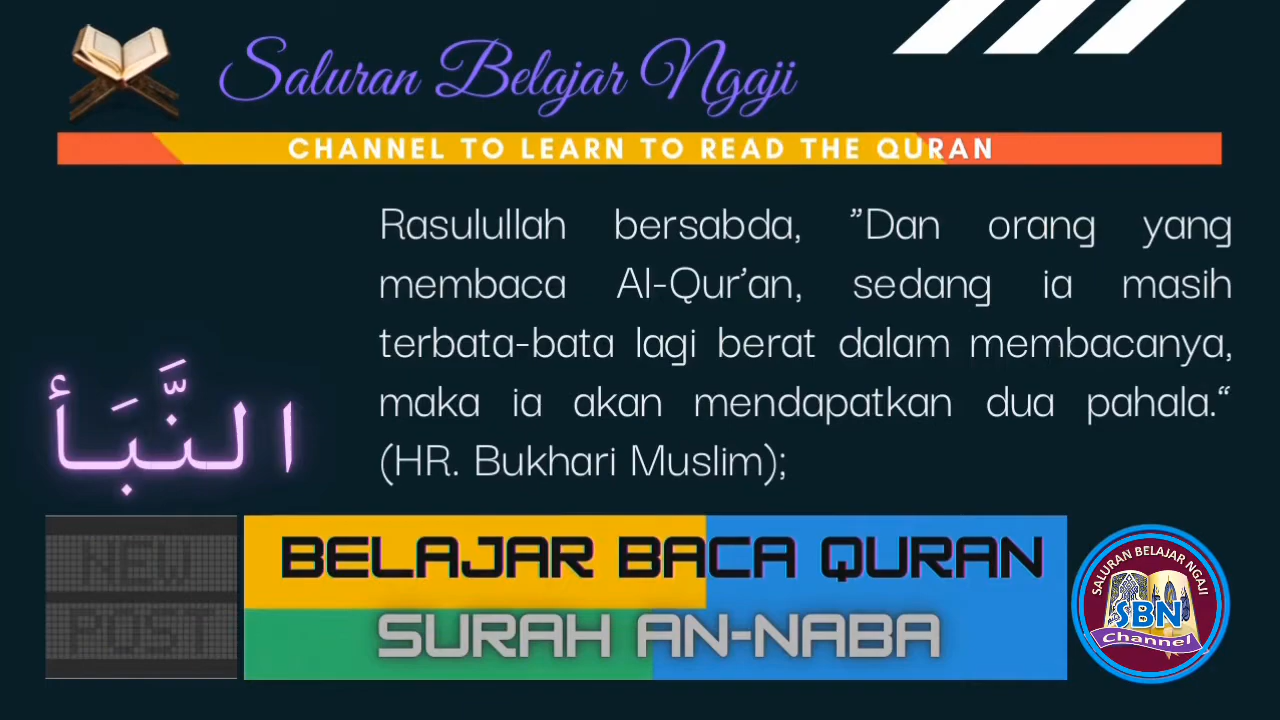 Saluran Belajar Ngaji
CHANNEL TO LEARN TO READ THE QURAN
Rasulullah bersabda, ”Dan orang yang
membaca Al-Qur’an, sedang ia masih
terbata-bata lagi berat dalam membacanya,
maka ia akan mendapatkan dua pahala.“
(HR. Bukhari Muslim);
النَّبَأ
NEW
POST
BELAJAR BACA QURAN
SURAH AN-NABA
SALURAN BELAJAR NGAJI
SBN
Channel